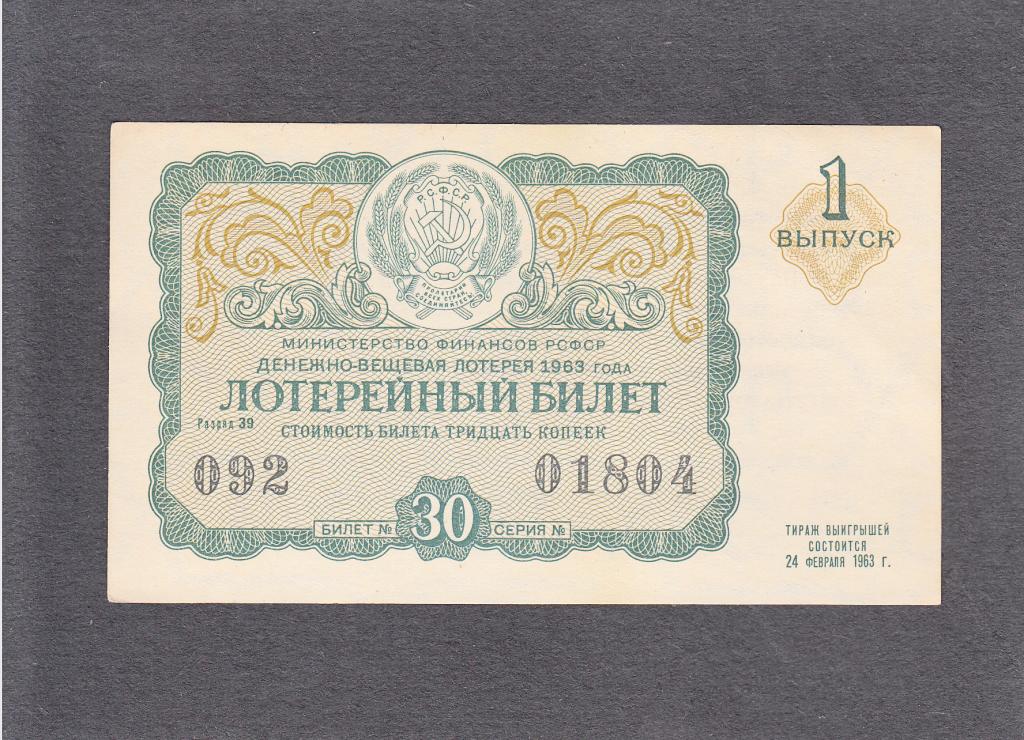 Р.С.Ф.С.Р.
ПРОЛЕТАРИИ
ВСЕХ СТРАН,
СОЕДИНЯЙТЕСЬ!
1
ВЫПУСК
МИНИСТЕРСТВО ФИНАНСОВ РСФСР
ДЕНЕЖНО-ВЕЩЕВАЯ ЛОТЕРЕЯ 1963 ГОДА
ЛОТЕРЕЙНЫЙ БИЛЕТ
Разряд 39
СТОИМОСТЬ БИЛЕТА ТРИДЦАТЬ КОПЕЕК
092 01804
БИЛЕТ № 30 СЕРИЯ №
ТИРАЖ ВЫИГРЫШЕЙ
СОСТОИТСЯ
24 ФЕВРАЛЯ 1963 г.